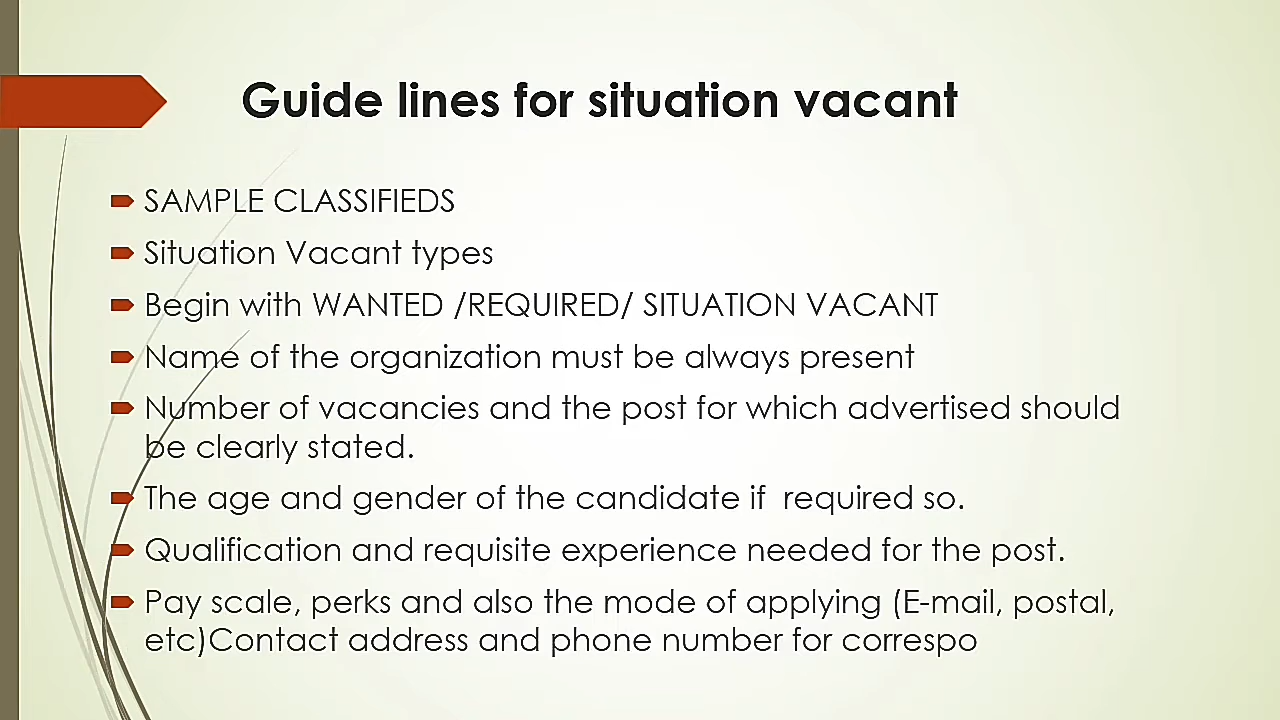 Guide lines for situation vacant
SAMPLE CLASSIFIEDS
Situation Vacant types
Begin with WANTED /REQUIRED/ SITUATION VACANT
Name of the organization must be always present
Number of vacancies and the post for which advertised should
be clearly stated.
The age and gender of the candidate if  required so.
Qualification and requisite experience needed for the post.
Pay scale, perks and also the mode of applying (E-mail, postal,
etc)Contact address and phone number for correspo